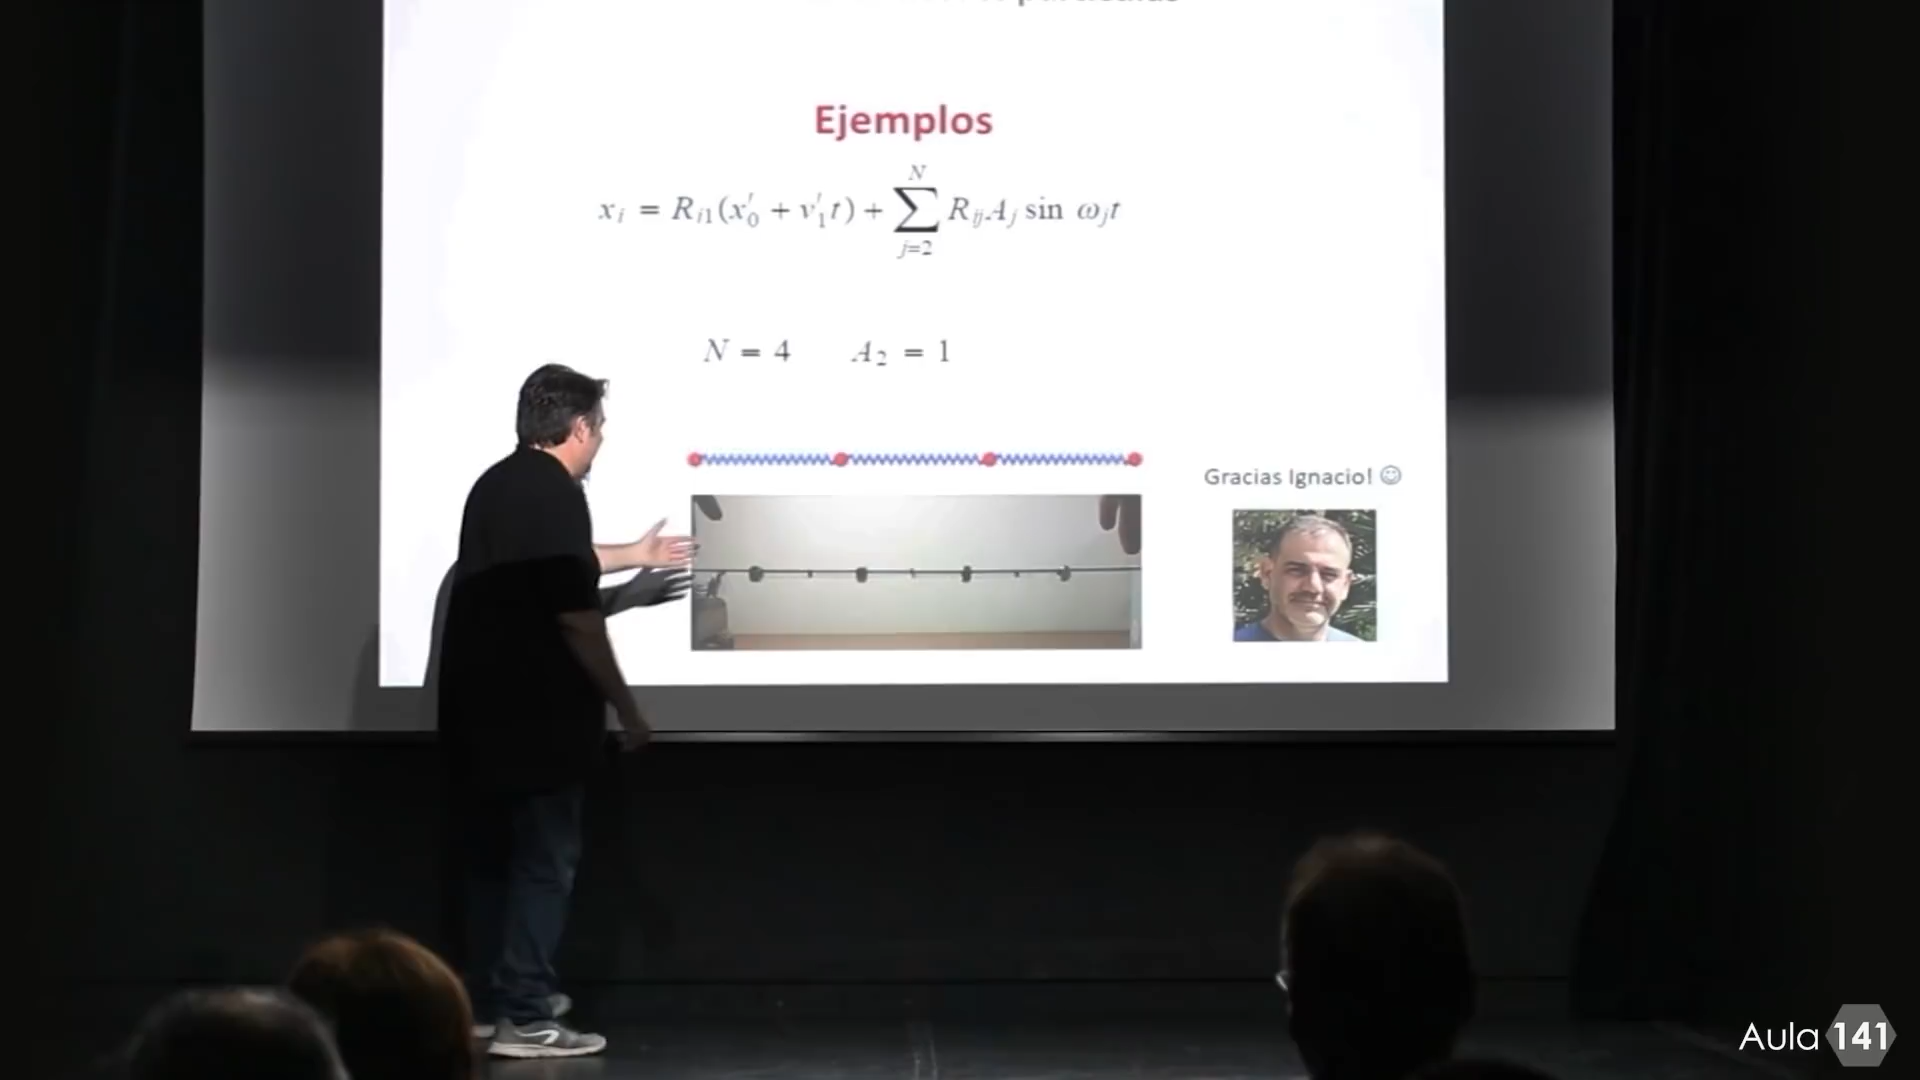 Ejemplos
x_i = R_{i1}(x'_0 + v'_1 t) + \sum_{j=2}^{N} R_{ij} A_j sin ω_j t
N = 4 A_2 = 1
Gracias Ignacio! ☺
Aula 141